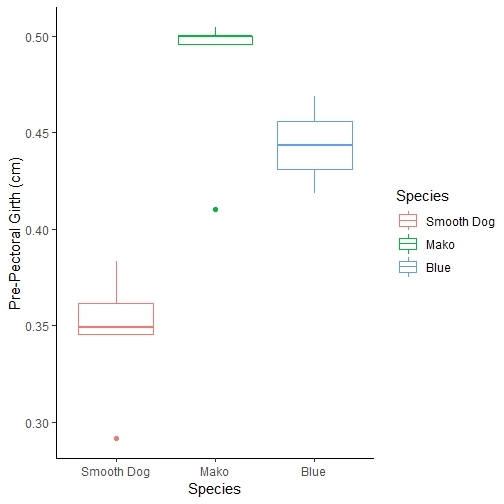 Pre-Pectoral Girth (cm)
0.50
0.45
0.40
0.35
0.30
Smooth Dog Mako Blue
Species
Species
Smooth Dog
Mako
Blue